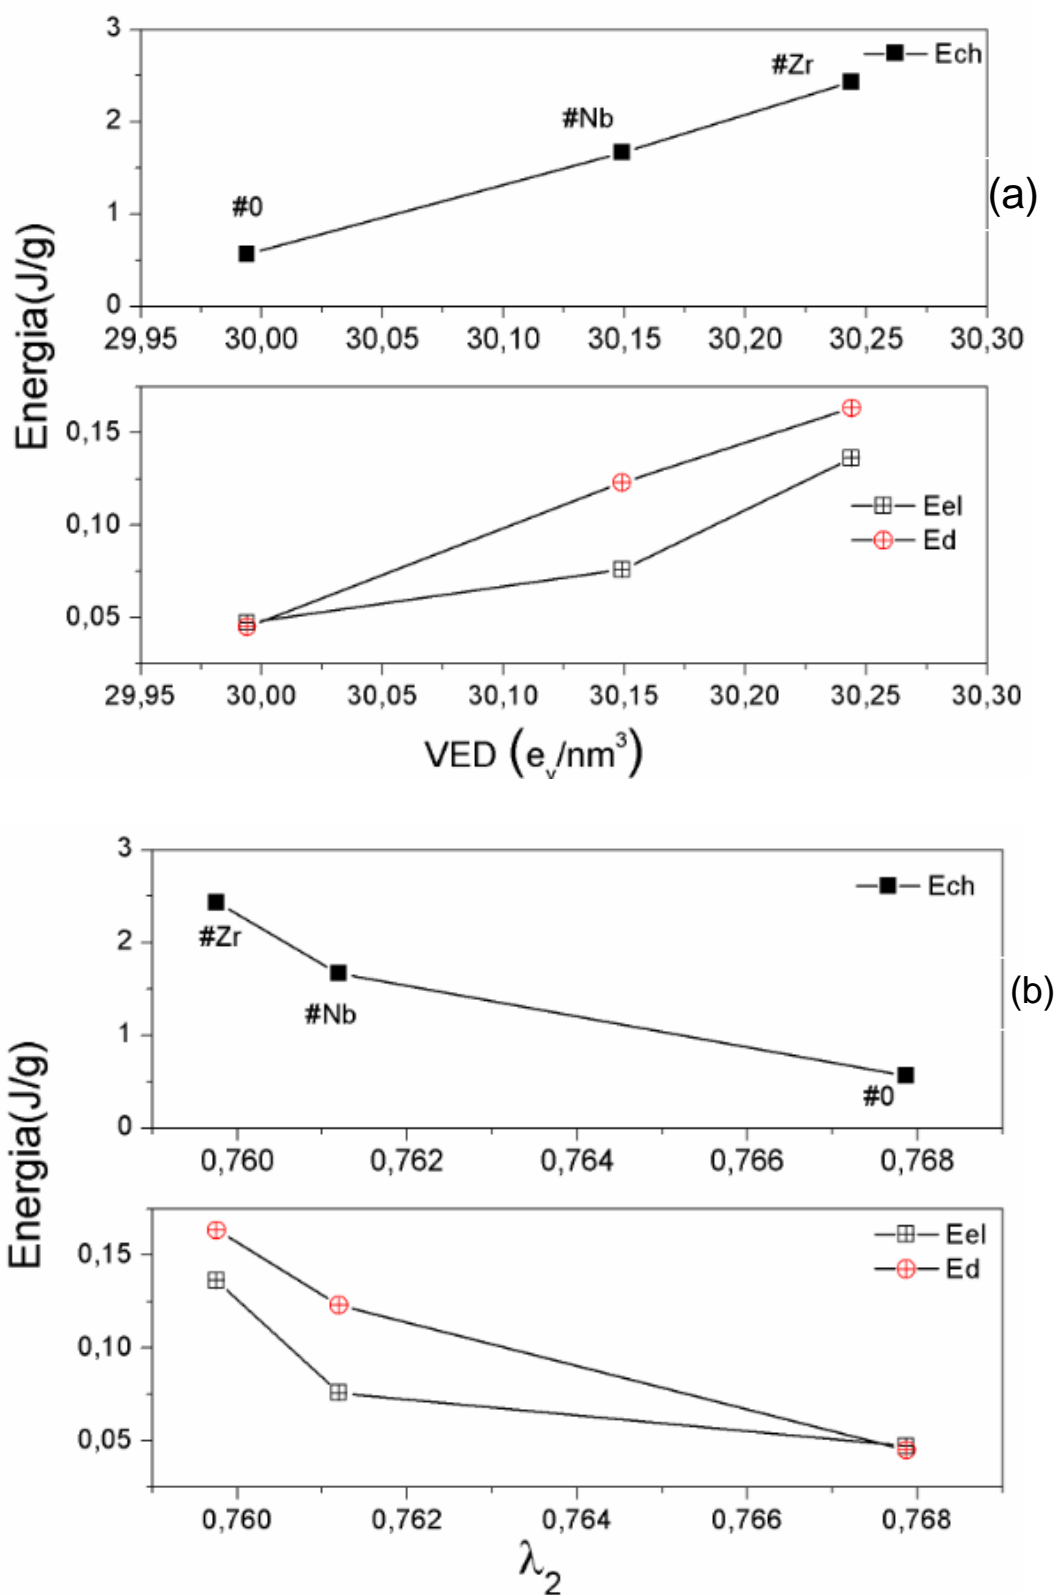 3
#Zr
Ech
2
#Nb
(a)
1
#0
0
29,95 30,00 30,05 30,10 30,15 30,20 30,25 30,30
Energia(J/g)
0,15
Eel
0,10
Ed
0,05
29,95 30,00 30,05 30,10 30,15 30,20 30,25 30,30
VED (e_v/nm³)
3
Ech
#Zr
2
#Nb
(b)
1
#0
0
0,760 0,762 0,764 0,766 0,768
Energia(J/g)
Eel
0,15
Ed
0,10
0,05
0,760 0,762 0,764 0,766 0,768
λ₂